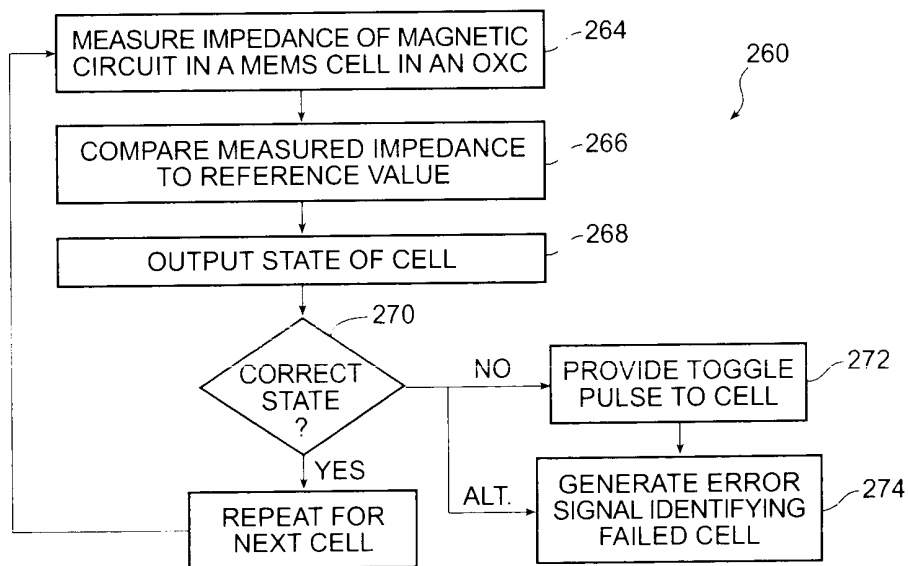 MEASURE IMPEDANCE OF MAGNETIC
CIRCUIT IN A MEMS CELL IN AN OXC
264
260
COMPARE MEASURED IMPEDANCE
TO REFERENCE VALUE
266
OUTPUT STATE OF CELL
268
270
CORRECT
STATE
?
NO
PROVIDE TOGGLE
PULSE TO CELL
272
YES
ALT.
GENERATE ERROR
SIGNAL IDENTIFYING
FAILED CELL
274
REPEAT FOR
NEXT CELL